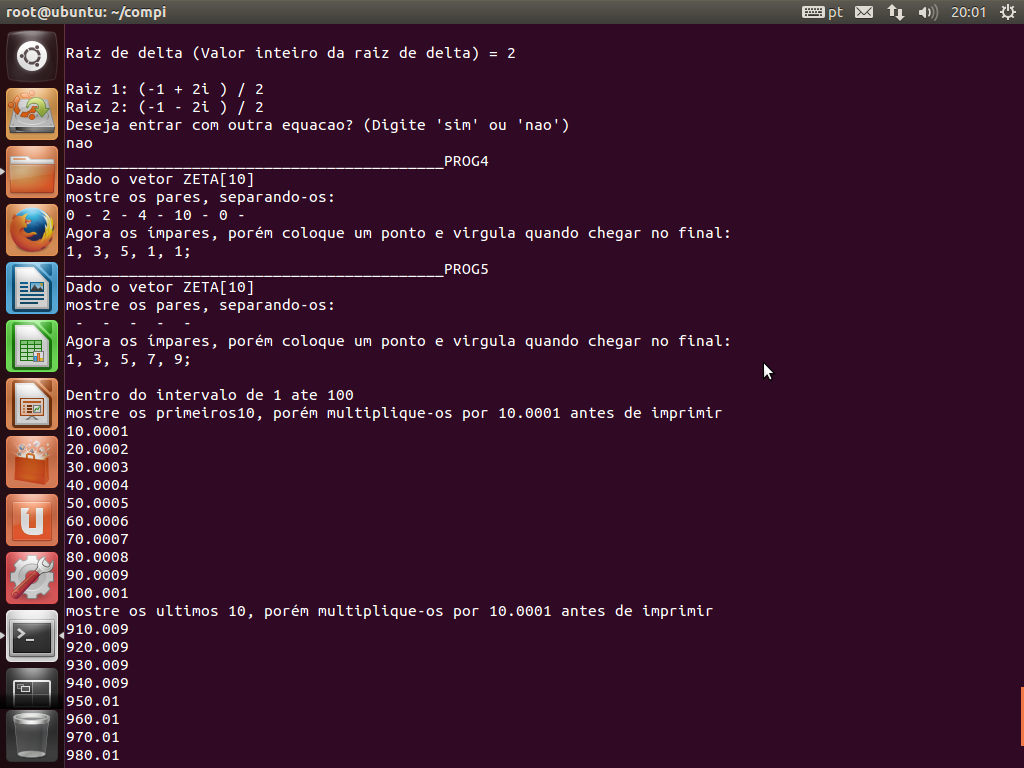 root@ubuntu: ~/compi
pt
20:01
Raiz de delta (Valor inteiro da raiz de delta) = 2
Raiz 1: (-1 + 2i ) / 2
Raiz 2: (-1 - 2i ) / 2
Deseja entrar com outra equacao? (Digite 'sim' ou 'nao')
nao
__________________________________________PROG4
Dado o vetor ZETA[10]
mostre os pares, separando-os:
0 - 2 - 4 - 10 - 0 -
Agora os ímpares, porém coloque um ponto e virgula quando chegar no final:
1, 3, 5, 1, 1;
__________________________________________PROG5
Dado o vetor ZETA[10]
mostre os pares, separando-os:
 -  -  -  -  -
Agora os ímpares, porém coloque um ponto e virgula quando chegar no final:
1, 3, 5, 7, 9;
Dentro do intervalo de 1 ate 100
mostre os primeiros10, porém multiplique-os por 10.0001 antes de imprimir
10.0001
20.0002
30.0003
40.0004
50.0005
60.0006
70.0007
80.0008
90.0009
100.001
mostre os ultimos 10, porém multiplique-os por 10.0001 antes de imprimir
910.009
920.009
930.009
940.009
950.01
960.01
970.01
980.01